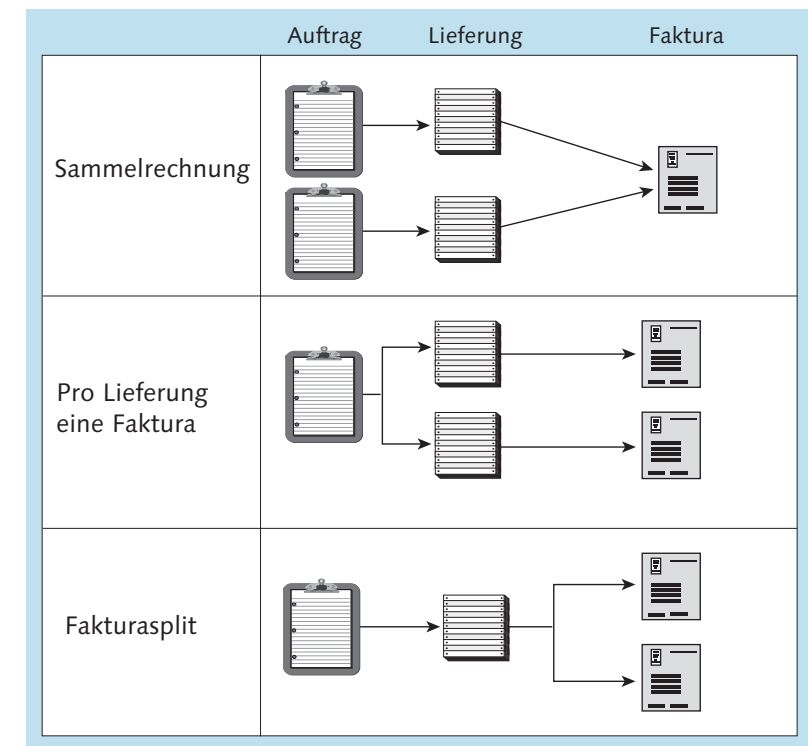 Auftrag Lieferung Faktura
Sammelrechnung
Pro Lieferung
eine Faktura
Fakturasplit